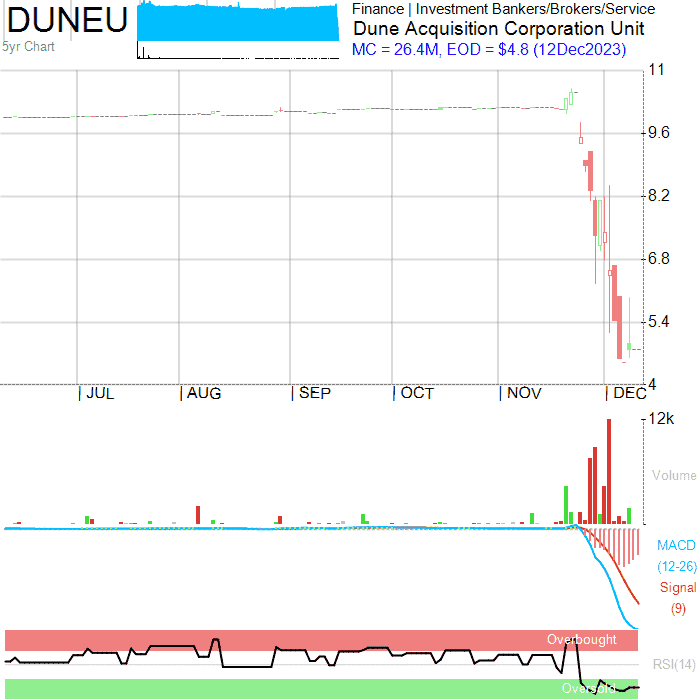 DUNEU
Finance | Investment Bankers/Brokers/Service
Dune Acquisition Corporation Unit
5yr Chart
MC = 26.4M, EOD = $4.8 (12Dec2023)
11
9.6
8.2
6.8
5.4
4
JUL
AUG
SEP
OCT
NOV
DEC
12k
Volume
MACD
(12-26)
Signal
(9)
Overbought
RSI(14)
Oversold